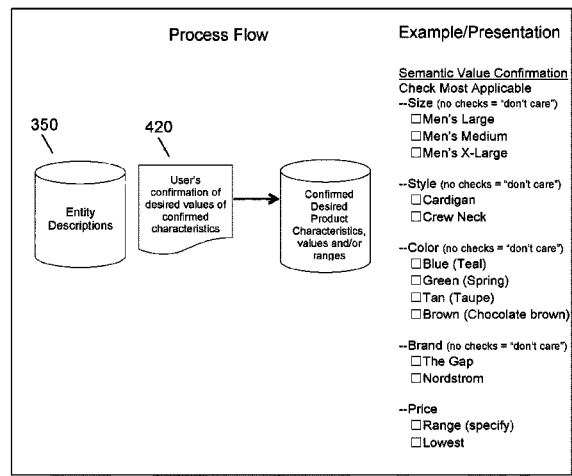 Process Flow
350
420
Entity
Descriptions
User's
confirmation of
desired values of
confirmed
characteristics
Confirmed
Desired
Product
Characteristics,
values and/or
ranges
Example/Presentation
Semantic Value Confirmation
Check Most Applicable
--Size (no checks = "don't care")
☐Men's Large
☐Men's Medium
☐Men's X-Large
--Style (no checks = "don't care")
☐Cardigan
☐Crew Neck
--Color (no checks = "don't care")
☐Blue (Teal)
☐Green (Spring)
☐Tan (Taupe)
☐Brown (Chocolate brown)
--Brand (no checks = "don't care")
☐The Gap
☐Nordstrom
--Price
☐Range (specify)
☐Lowest